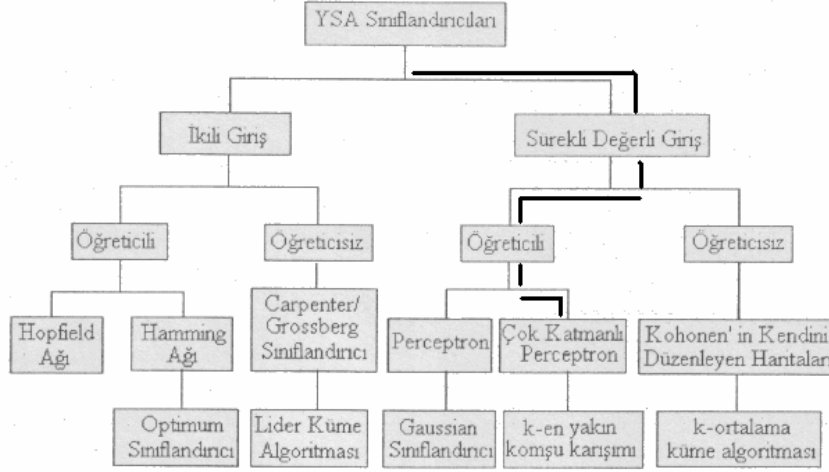 YSA Sınıflandırıcıları
İkili Giriş
Sürekli Değerli Giriş
Öğreticili
Öğreticisiz
Öğreticili
Öğreticisiz
Hopfield
Ağı
Hamming
Ağı
Carpenter/
Grossberg
Sınıflandırıcı
Perceptron
Çok Katmanlı
Perceptron
Kohonen' in Kendini
Düzenleyen Haritaları
Optimum
Sınıflandırıcı
Lider Küme
Algoritması
Gaussian
Sınıflandırıcı
k-en yakın
komşu karışımı
k-ortalama
küme algoritması